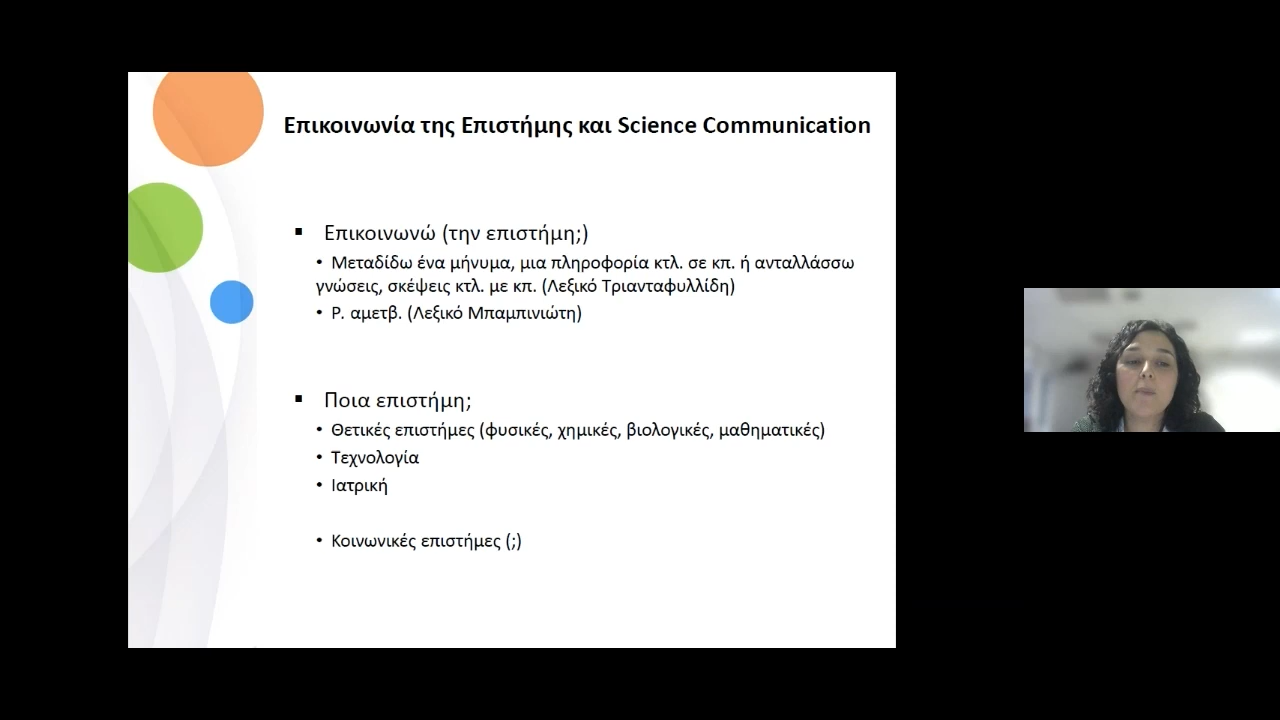 Επικοινωνία της Επιστήμης και Science Communication
▪ Επικοινωνώ (την επιστήμη;)
• Μεταδίδω ένα μήνυμα, μια πληροφορία κτλ. σε κπ. ή ανταλλάσσω
γνώσεις, σκέψεις κτλ. με κπ. (Λεξικό Τριανταφυλλίδη)
• Ρ. αμετβ. (Λεξικό Μπαμπινιώτη)
▪ Ποια επιστήμη;
• Θετικές επιστήμες (φυσικές, χημικές, βιολογικές, μαθηματικές)
• Τεχνολογία
• Ιατρική
• Κοινωνικές επιστήμες (;)